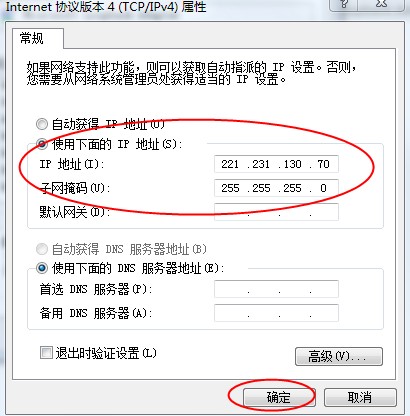 Internet 协议版本 4 (TCP/IPv4) 属性
常规
如果网络支持此功能，则可以获取自动指派的 IP 设置。否则，
您需要从网络系统管理员处获得适当的 IP 设置。
自动获得 IP 地址(O)
使用下面的 IP 地址(S):
IP 地址(I): 221 .231 .130 . 70
子网掩码(U): 255 .255 .255 . 0
默认网关(D): . . .
自动获得 DNS 服务器地址(B)
使用下面的 DNS 服务器地址(E):
首选 DNS 服务器(P): . . .
备用 DNS 服务器(A): . . .
退出时验证设置(L)
高级(V)...
确定 取消